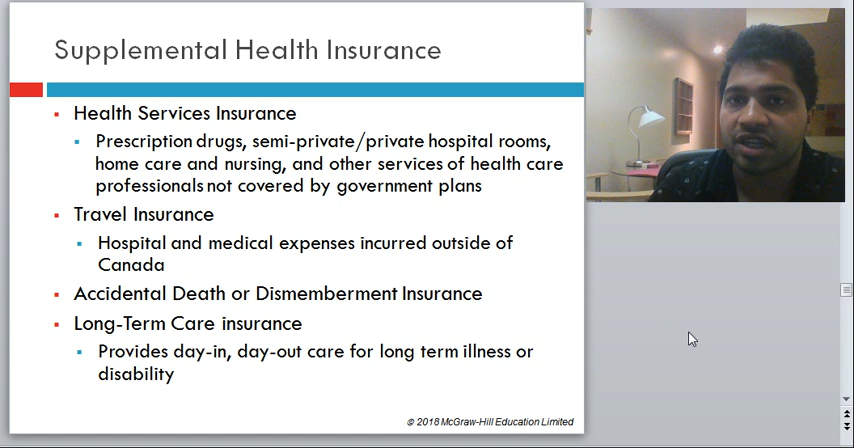 Supplemental Health Insurance
Health Services Insurance
Prescription drugs, semi-private/private hospital rooms,
home care and nursing, and other services of health care
professionals not covered by government plans
Travel Insurance
Hospital and medical expenses incurred outside of
Canada
Accidental Death or Dismemberment Insurance
Long-Term Care insurance
Provides day-in, day-out care for long term illness or
disability
© 2018 McGraw-Hill Education Limited